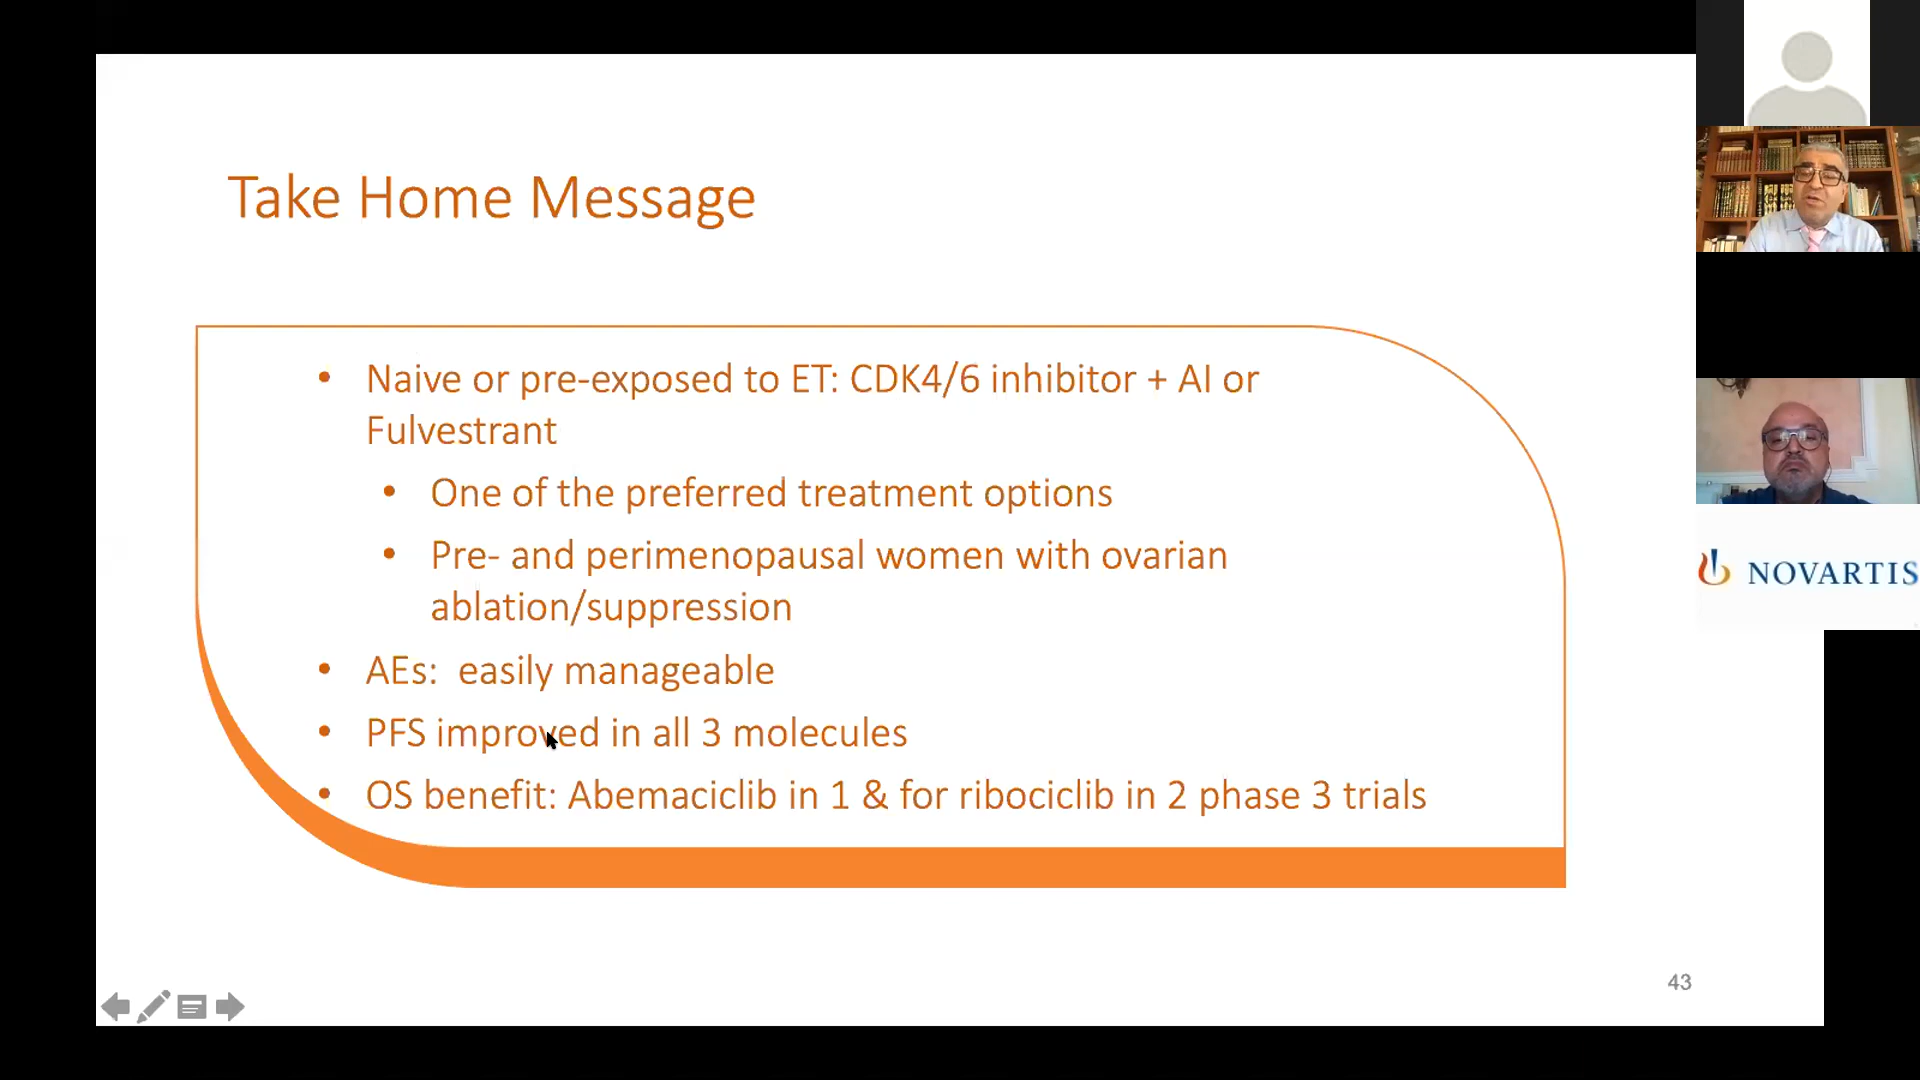 Take Home Message
• Naive or pre-exposed to ET: CDK4/6 inhibitor + AI or
Fulvestrant
• One of the preferred treatment options
• Pre- and perimenopausal women with ovarian
ablation/suppression
• AEs: easily manageable
• PFS improved in all 3 molecules
• OS benefit: Abemaciclib in 1 & for ribociclib in 2 phase 3 trials
43
NOVARTIS